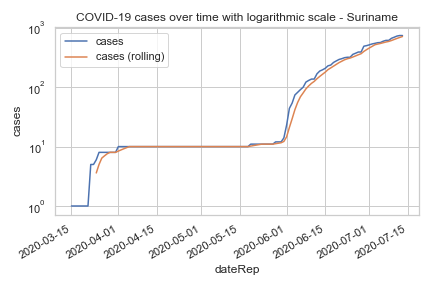 COVID-19 cases over time with logarithmic scale - Suriname
cases
cases (rolling)
10³
10²
10¹
10⁰
cases
2020-03-15
2020-04-01
2020-04-15
2020-05-01
2020-05-15
2020-06-01
2020-06-15
2020-07-01
2020-07-15
dateRep